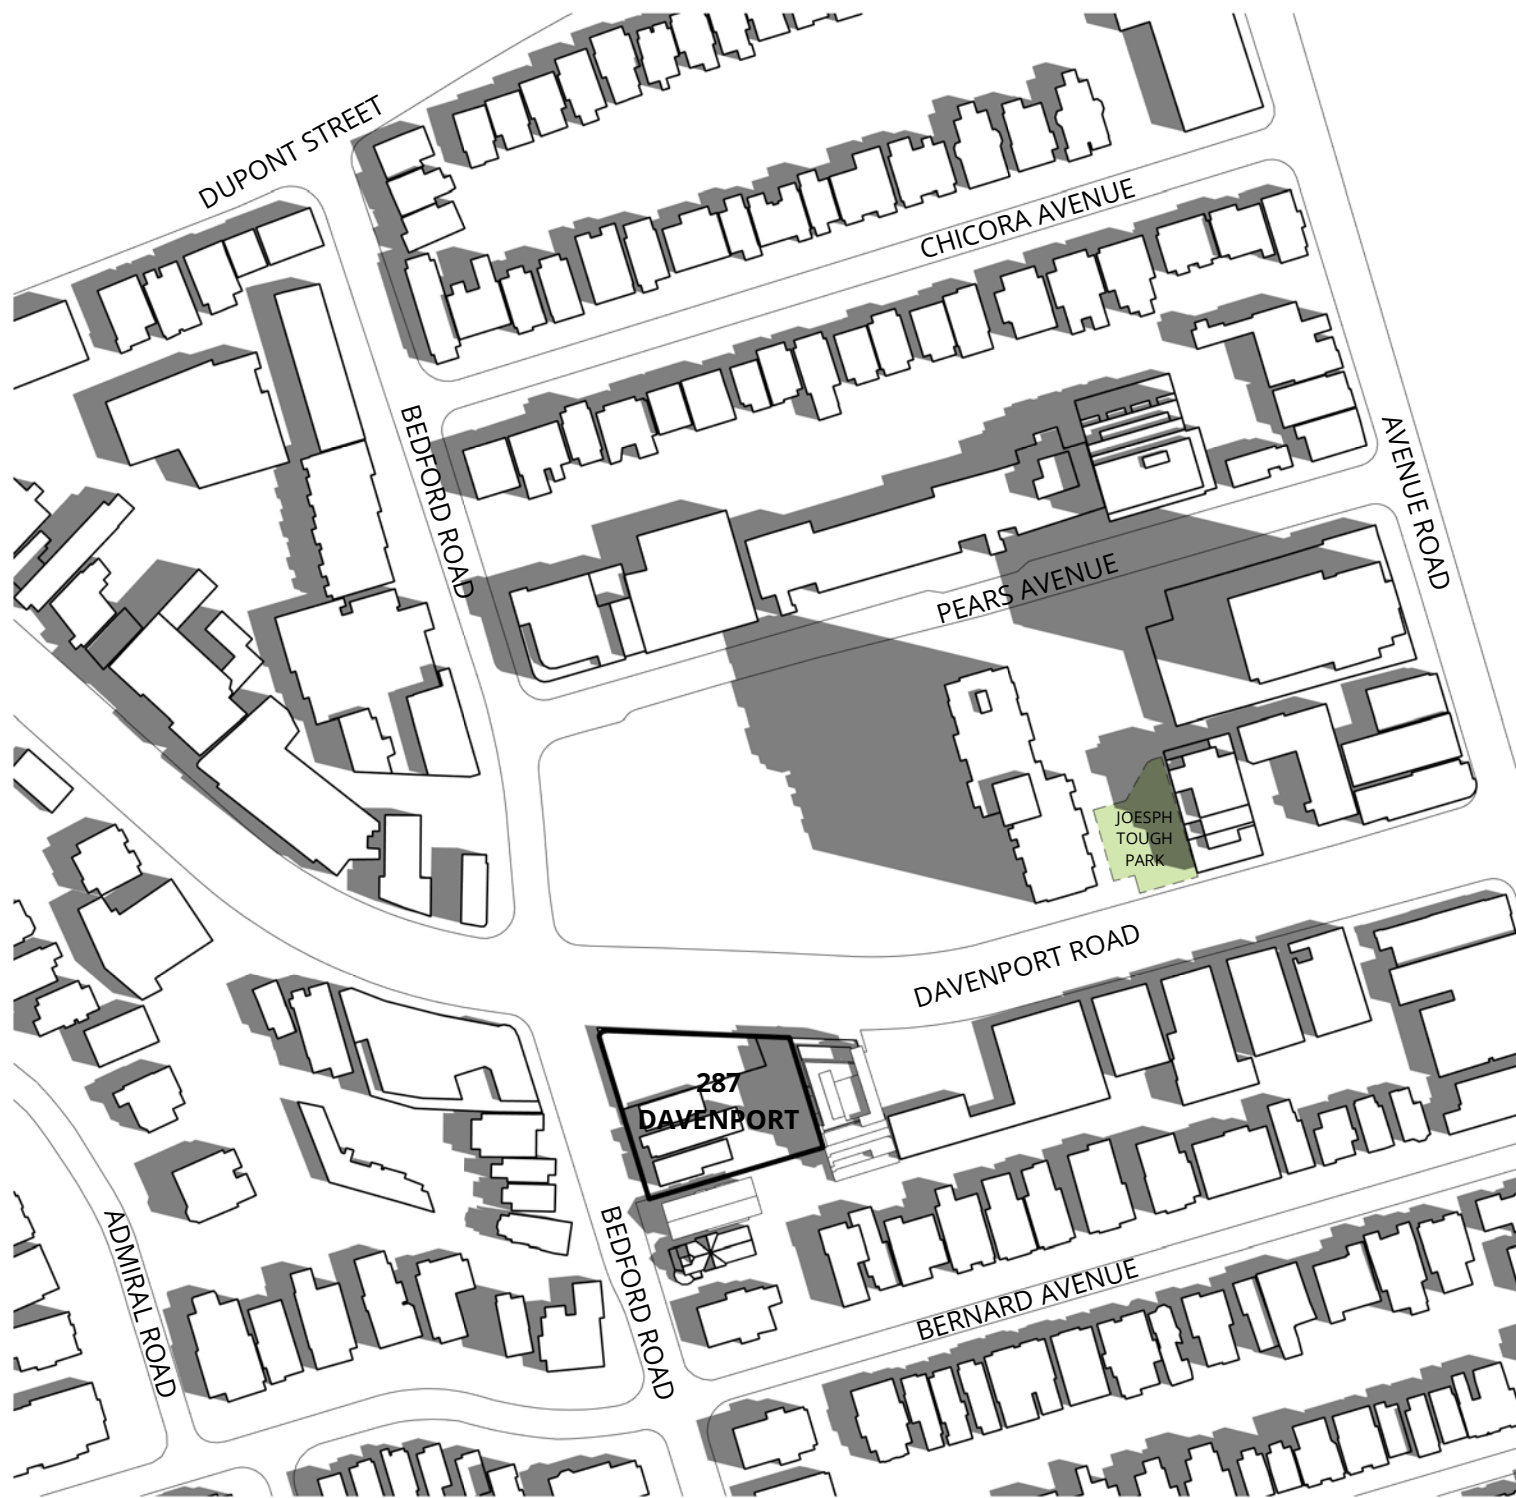 DUPONT STREET
CHICORA AVENUE
BEDFORD ROAD
AVENUE ROAD
PEARS AVENUE
JOESPH
TOUGH
PARK
DAVENPORT ROAD
287
DAVENPORT
ADMIRAL ROAD
BEDFORD ROAD
BERNARD AVENUE